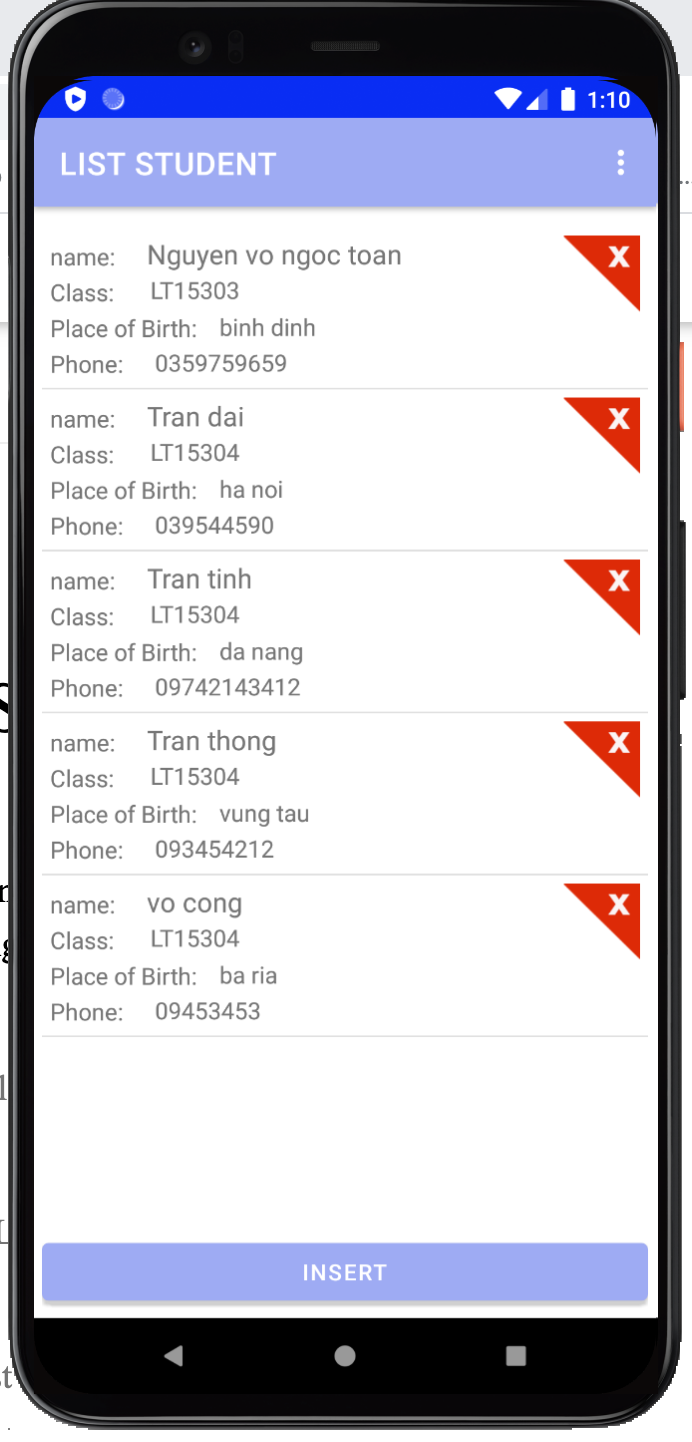 1:10
LIST STUDENT
name: Nguyen vo ngoc toan
X
Class: LT15303
Place of Birth: binh dinh
Phone: 0359759659
name: Tran dai
X
Class: LT15304
Place of Birth: ha noi
Phone: 039544590
name: Tran tinh
X
Class: LT15304
Place of Birth: da nang
Phone: 09742143412
name: Tran thong
X
Class: LT15304
Place of Birth: vung tau
Phone: 093454212
name: vo cong
X
Class: LT15304
Place of Birth: ba ria
Phone: 09453453
INSERT